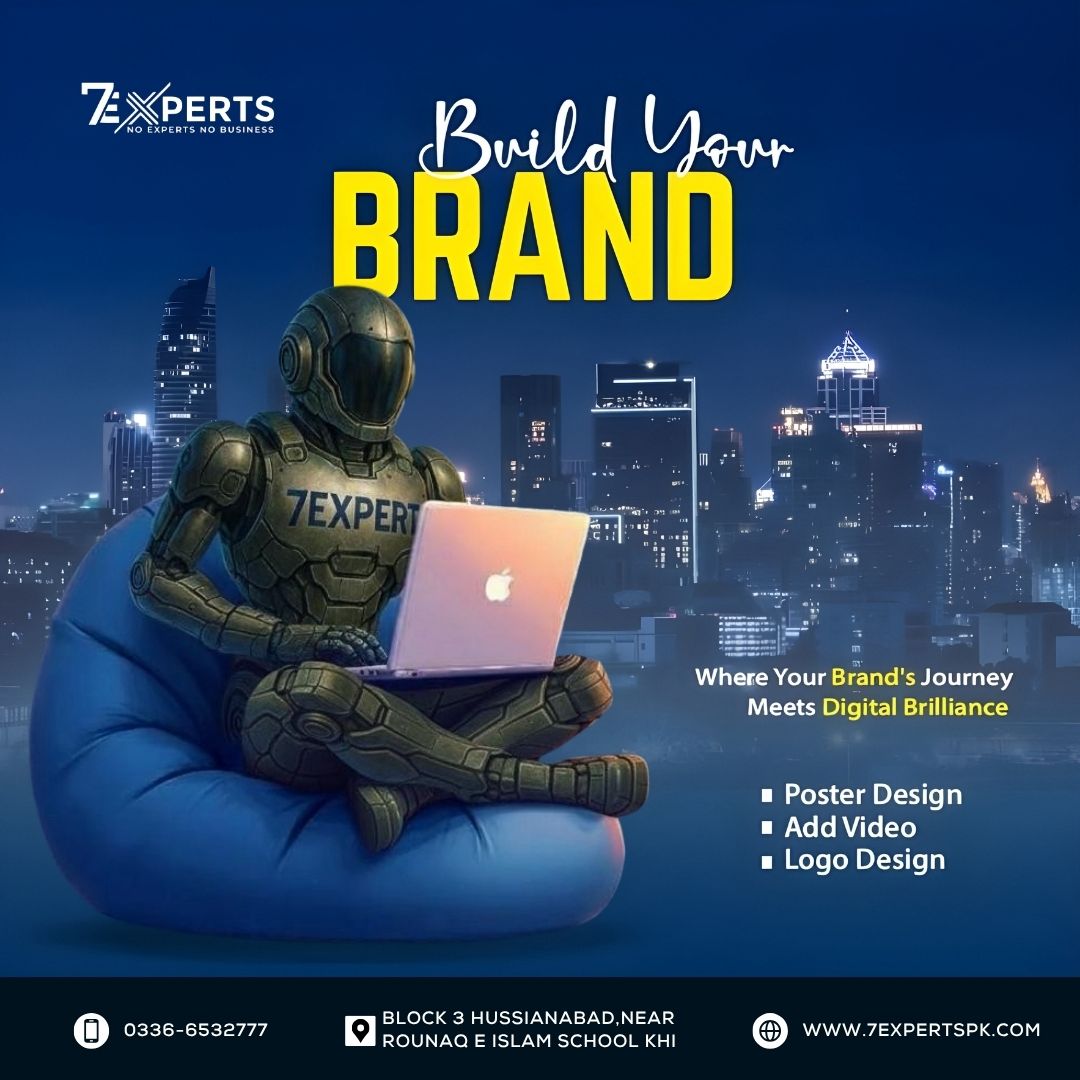 7EXPERTS
NO EXPERTS NO BUSINESS
Build Your
BRAND
7EXPERT
Where Your Brand's Journey
Meets Digital Brilliance
Poster Design
Add Video
Logo Design
0336-6532777
BLOCK 3 HUSSIANABAD,NEAR
ROUNAQ E ISLAM SCHOOL KHI
WWW.7EXPERTSPK.COM